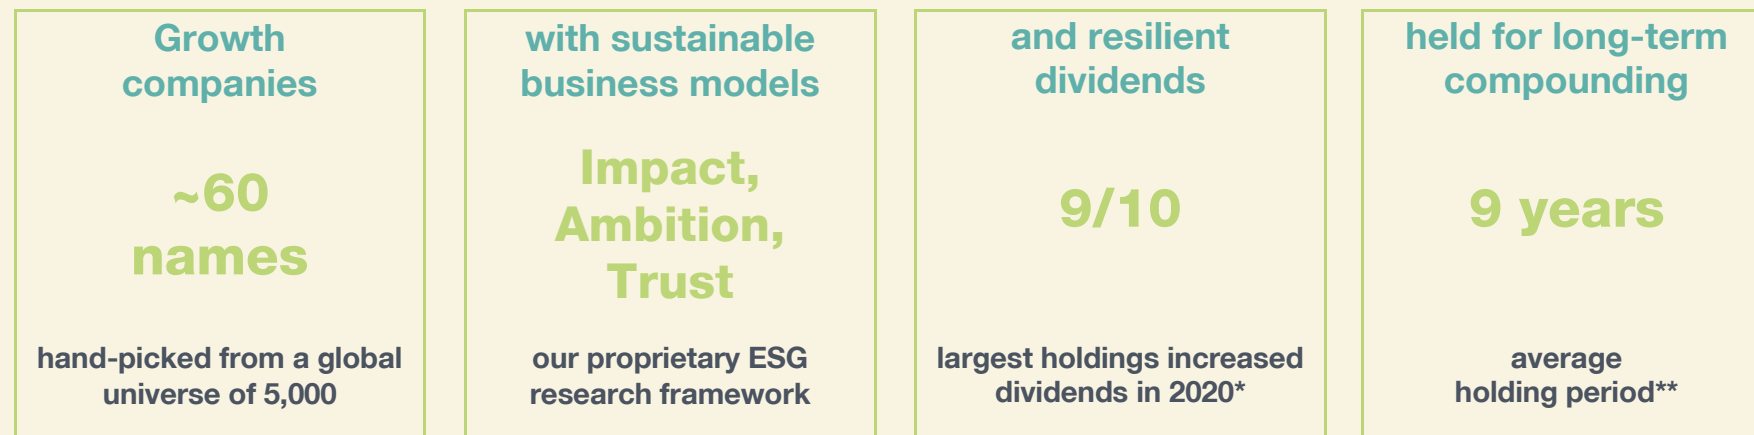 Growth
companies
~60
names
hand-picked from a global
universe of 5,000
with sustainable
business models
Impact,
Ambition,
Trust
our proprietary ESG
research framework
and resilient
dividends
9/10
largest holdings increased
dividends in 2020*
held for long-term
compounding
9 years
average
holding period**